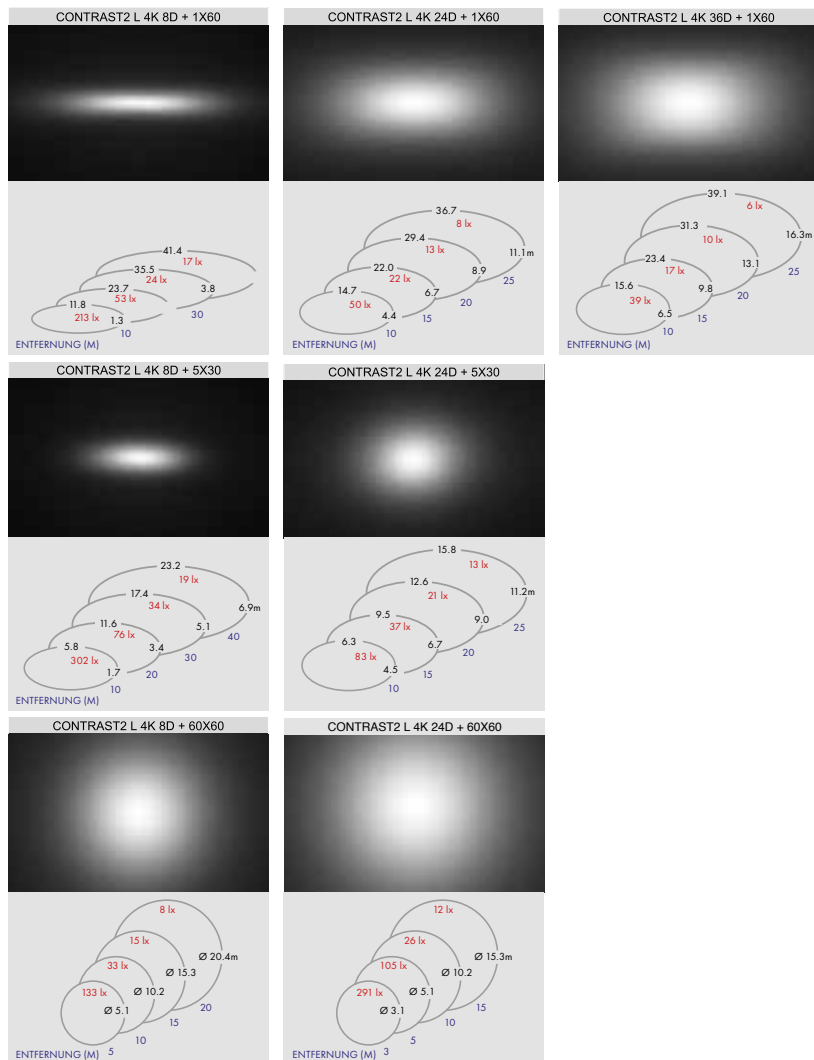 CONTRAST2 L 4K 8D + 1X60
41.4
17 lx
35.5
24 lx
3.8
23.7
53 lx
11.8
213 lx
1.3
30
10
ENTFERNUNG (M)
CONTRAST2 L 4K 24D + 1X60
36.7
8 lx
29.4
13 lx
11.1m
22.0
22 lx
8.9
25
14.7
50 lx
6.7
20
4.4
15
10
ENTFERNUNG (M)
CONTRAST2 L 4K 36D + 1X60
39.1
6 lx
31.3
10 lx
16.3m
23.4
17 lx
13.1
25
15.6
39 lx
9.8
20
6.5
15
10
ENTFERNUNG (M)
CONTRAST2 L 4K 8D + 5X30
23.2
19 lx
17.4
34 lx
6.9m
11.6
76 lx
5.1
40
5.8
302 lx
3.4
30
1.7
20
10
ENTFERNUNG (M)
CONTRAST2 L 4K 24D + 5X30
15.8
13 lx
12.6
21 lx
11.2m
9.5
37 lx
9.0
25
6.3
83 lx
6.7
20
4.5
15
10
ENTFERNUNG (M)
CONTRAST2 L 4K 8D + 60X60
8 lx
15 lx
Ø 20.4m
33 lx
Ø 15.3
133 lx
Ø 10.2
20
Ø 5.1
15
10
5
ENTFERNUNG (M)
CONTRAST2 L 4K 24D + 60X60
12 lx
26 lx
Ø 15.3m
105 lx
Ø 10.2
291 lx
Ø 5.1
15
Ø 3.1
10
5
3
ENTFERNUNG (M)